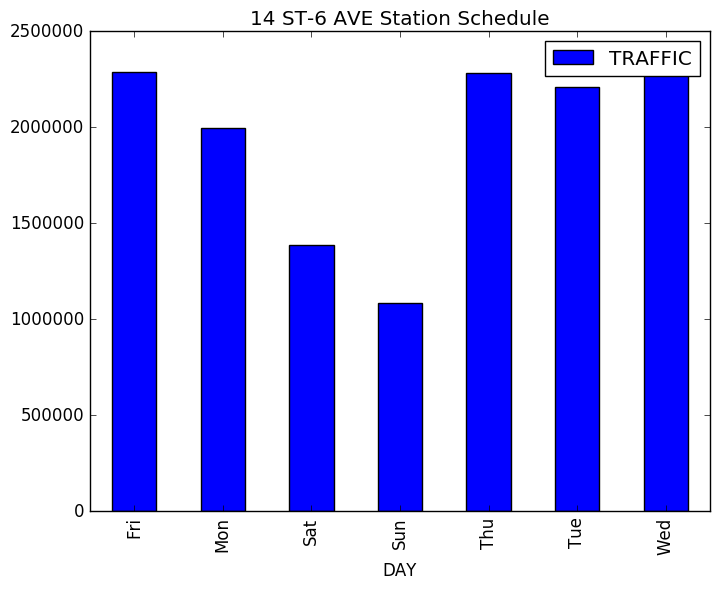 14 ST-6 AVE Station Schedule
2500000
TRAFFIC
2000000
1500000
1000000
500000
0
Fri
Mon
Sat
Sun
Thu
Tue
Wed
DAY